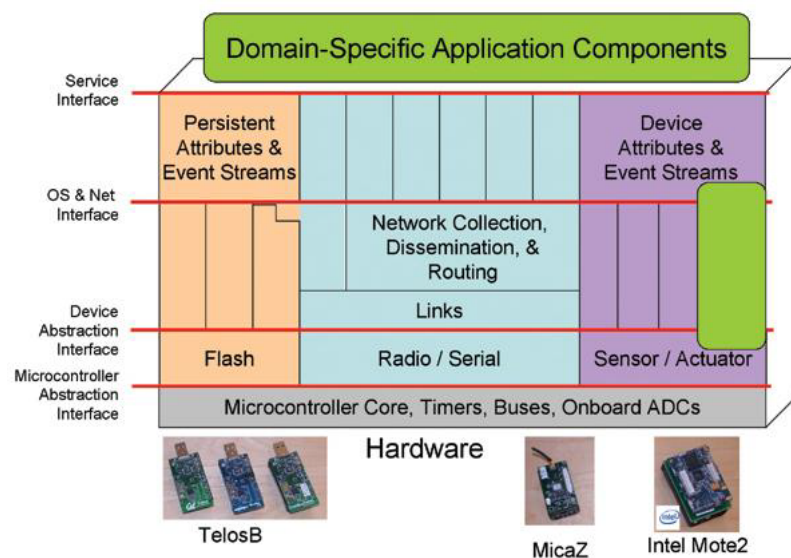 Domain-Specific Application Components
Service
Interface
Persistent
Attributes &
Event Streams
Device
Attributes &
Event Streams
OS & Net
Interface
Network Collection,
Dissemination, &
Routing
Links
Device
Abstraction
Interface
Flash
Radio / Serial
Sensor / Actuator
Microcontroller
Abstraction
Interface
Microcontroller Core, Timers, Buses, Onboard ADCs
Hardware
intel
TelosB
MicaZ
Intel Mote2